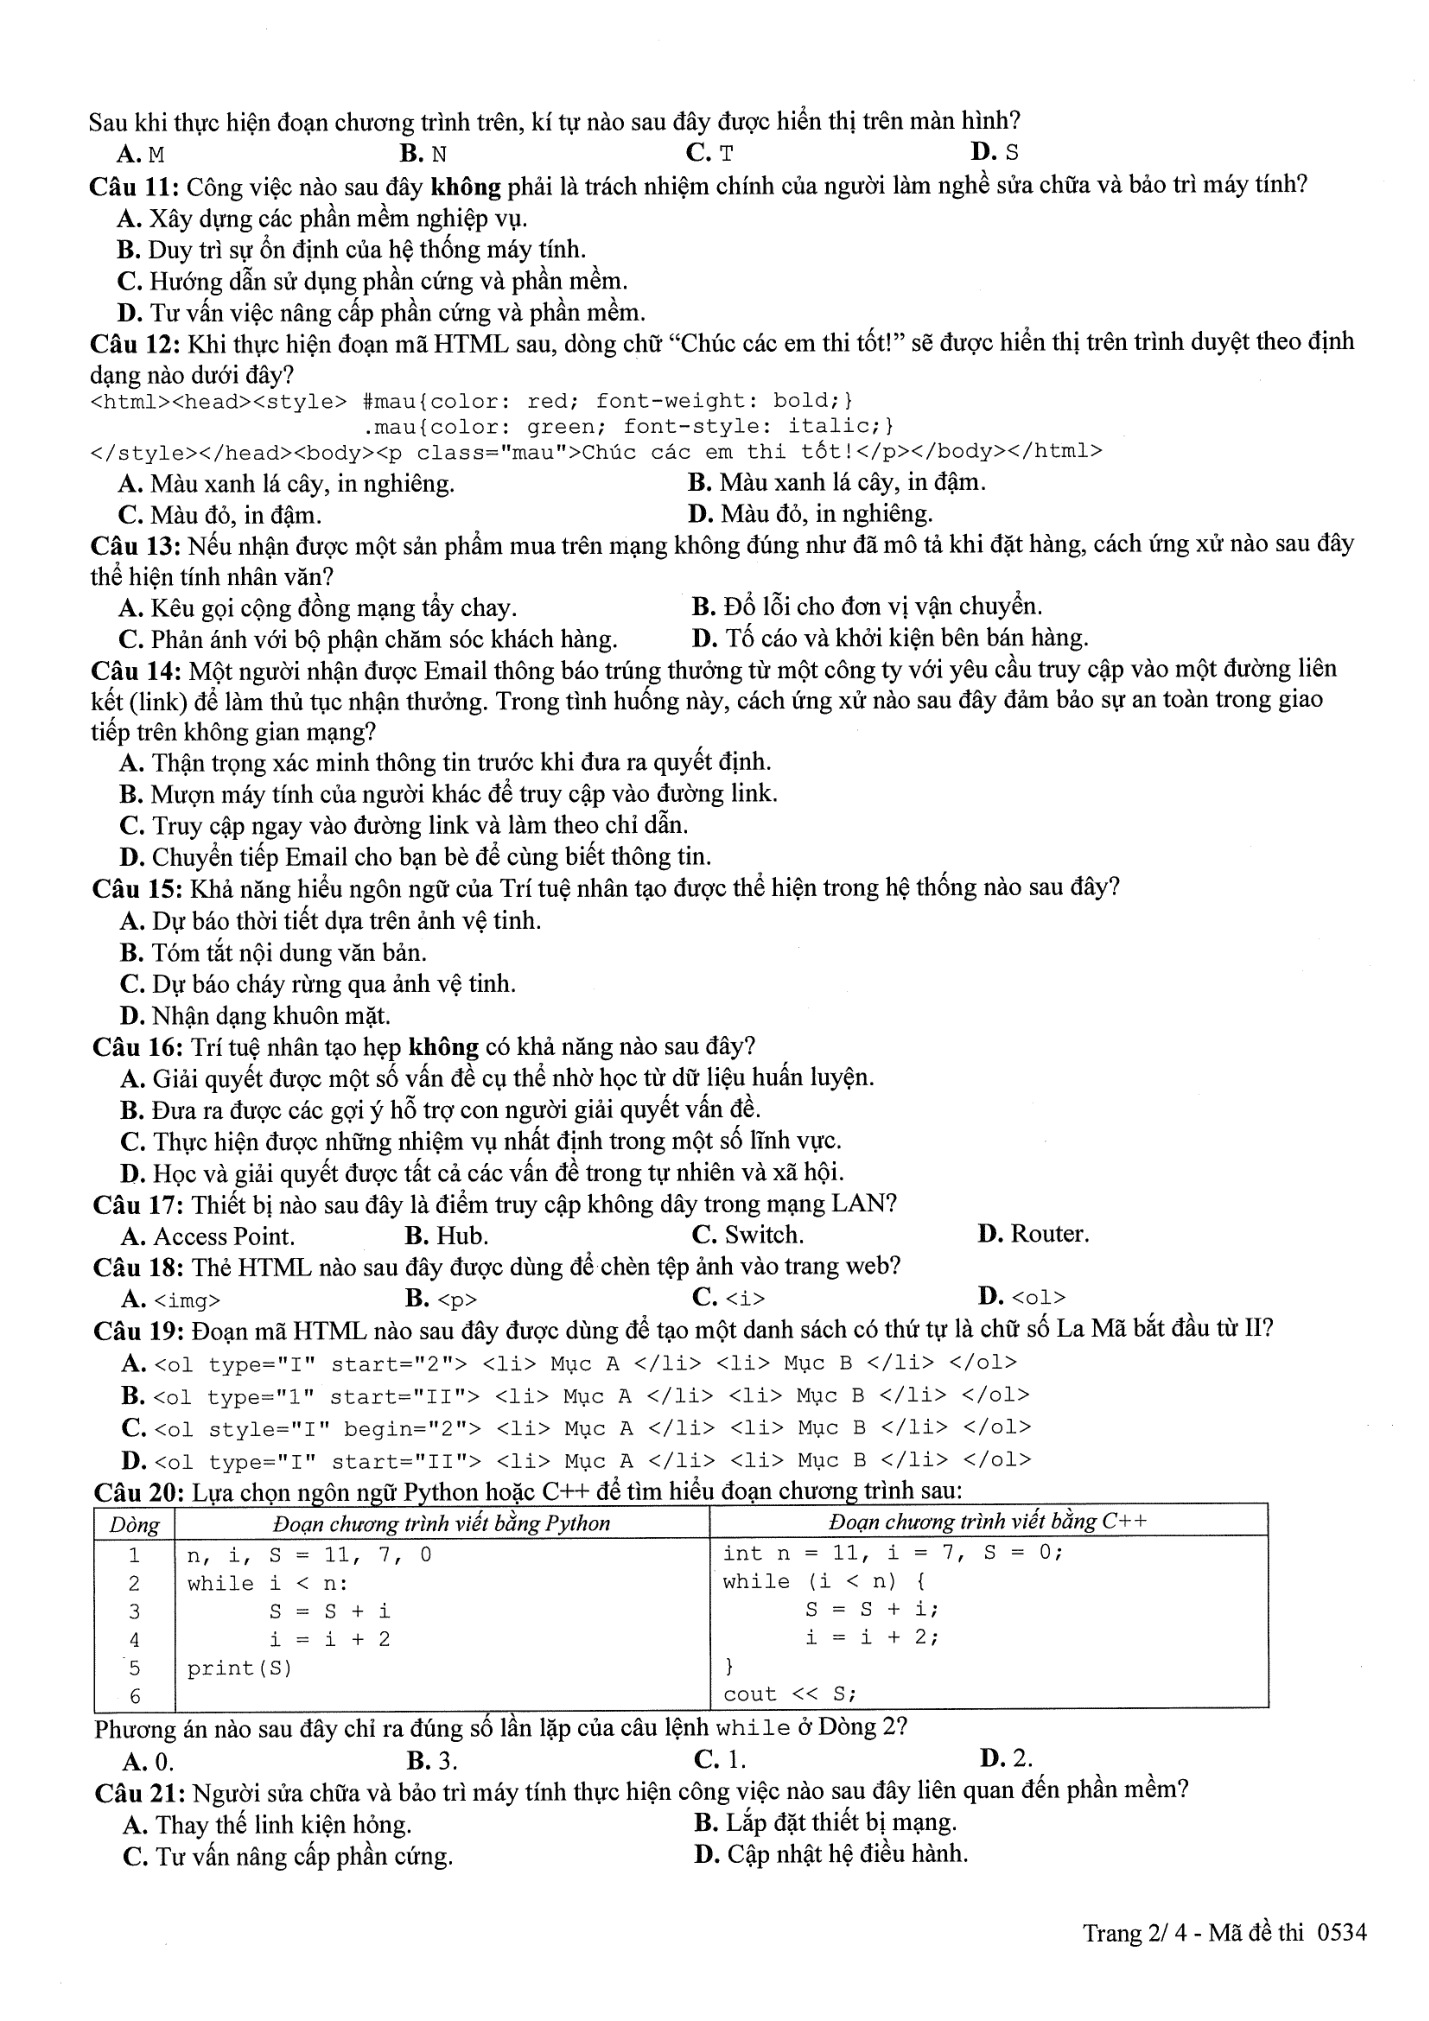 Sau khi thực hiện đoạn chương trình trên, kí tự nào sau đây được hiển thị trên màn hình?
A. M B. N C. T D. S
Câu 11: Công việc nào sau đây không phải là trách nhiệm chính của người làm nghề sửa chữa và bảo trì máy tính?
A. Xây dựng các phần mềm nghiệp vụ.
B. Duy trì sự ổn định của hệ thống máy tính.
C. Hướng dẫn sử dụng phần cứng và phần mềm.
D. Tư vấn việc nâng cấp phần cứng và phần mềm.
Câu 12: Khi thực hiện đoạn mã HTML sau, dòng chữ “Chúc các em thi tốt!” sẽ được hiển thị trên trình duyệt theo định
dạng nào dưới đây?
<html><head><style> #mau{color: red; font-weight: bold;}
.mau{color: green; font-style: italic;}
</style></head><body><p class="mau">Chúc các em thi tốt!</p></body></html>
A. Màu xanh lá cây, in nghiêng. B. Màu xanh lá cây, in đậm.
C. Màu đỏ, in đậm. D. Màu đỏ, in nghiêng.
Câu 13: Nếu nhận được một sản phẩm mua trên mạng không đúng như đã mô tả khi đặt hàng, cách ứng xử nào sau đây
thể hiện tính nhân văn?
A. Kêu gọi cộng đồng mạng tẩy chay. B. Đổ lỗi cho đơn vị vận chuyển.
C. Phản ánh với bộ phận chăm sóc khách hàng. D. Tố cáo và khởi kiện bên bán hàng.
Câu 14: Một người nhận được Email thông báo trúng thưởng từ một công ty với yêu cầu truy cập vào một đường liên
kết (link) để làm thủ tục nhận thưởng. Trong tình huống này, cách ứng xử nào sau đây đảm bảo sự an toàn trong giao
tiếp trên không gian mạng?
A. Thận trọng xác minh thông tin trước khi đưa ra quyết định.
B. Mượn máy tính của người khác để truy cập vào đường link.
C. Truy cập ngay vào đường link và làm theo chỉ dẫn.
D. Chuyển tiếp Email cho bạn bè để cùng biết thông tin.
Câu 15: Khả năng hiểu ngôn ngữ của Trí tuệ nhân tạo được thể hiện trong hệ thống nào sau đây?
A. Dự báo thời tiết dựa trên ảnh vệ tinh.
B. Tóm tắt nội dung văn bản.
C. Dự báo cháy rừng qua ảnh vệ tinh.
D. Nhận dạng khuôn mặt.
Câu 16: Trí tuệ nhân tạo hẹp không có khả năng nào sau đây?
A. Giải quyết được một số vấn đề cụ thể nhờ học từ dữ liệu huấn luyện.
B. Đưa ra được các gợi ý hỗ trợ con người giải quyết vấn đề.
C. Thực hiện được những nhiệm vụ nhất định trong một số lĩnh vực.
D. Học và giải quyết được tất cả các vấn đề trong tự nhiên và xã hội.
Câu 17: Thiết bị nào sau đây là điểm truy cập không dây trong mạng LAN?
A. Access Point. B. Hub. C. Switch. D. Router.
Câu 18: Thẻ HTML nào sau đây được dùng để chèn tệp ảnh vào trang web?
A. <img> B. <p> C. <i> D. <ol>
Câu 19: Đoạn mã HTML nào sau đây được dùng để tạo một danh sách có thứ tự là chữ số La Mã bắt đầu từ II?
A. <ol type="I" start="2"> <li> Mục A </li> <li> Mục B </li> </ol>
B. <ol type="1" start="II"> <li> Mục A </li> <li> Mục B </li> </ol>
C. <ol style="I" begin="2"> <li> Mục A </li> <li> Mục B </li> </ol>
D. <ol type="I" start="II"> <li> Mục A </li> <li> Mục B </li> </ol>
Câu 20: Lựa chọn ngôn ngữ Python hoặc C++ để tìm hiểu đoạn chương trình sau:
Dòng Đoạn chương trình viết bằng Python Đoạn chương trình viết bằng C++
1 n, i, S = 11, 7, 0 int n = 11, i = 7, S = 0;
2 while i < n: while (i < n) {
3 S = S + i S = S + i;
4 i = i + 2 i = i + 2;
5 print(S) }
6 cout << S;
Phương án nào sau đây chỉ ra đúng số lần lặp của câu lệnh while ở Dòng 2?
A. 0. B. 3. C. 1. D. 2.
Câu 21: Người sửa chữa và bảo trì máy tính thực hiện công việc nào sau đây liên quan đến phần mềm?
A. Thay thế linh kiện hỏng. B. Lắp đặt thiết bị mạng.
C. Tư vấn nâng cấp phần cứng. D. Cập nhật hệ điều hành.
Trang 2/ 4 - Mã đề thi 0534